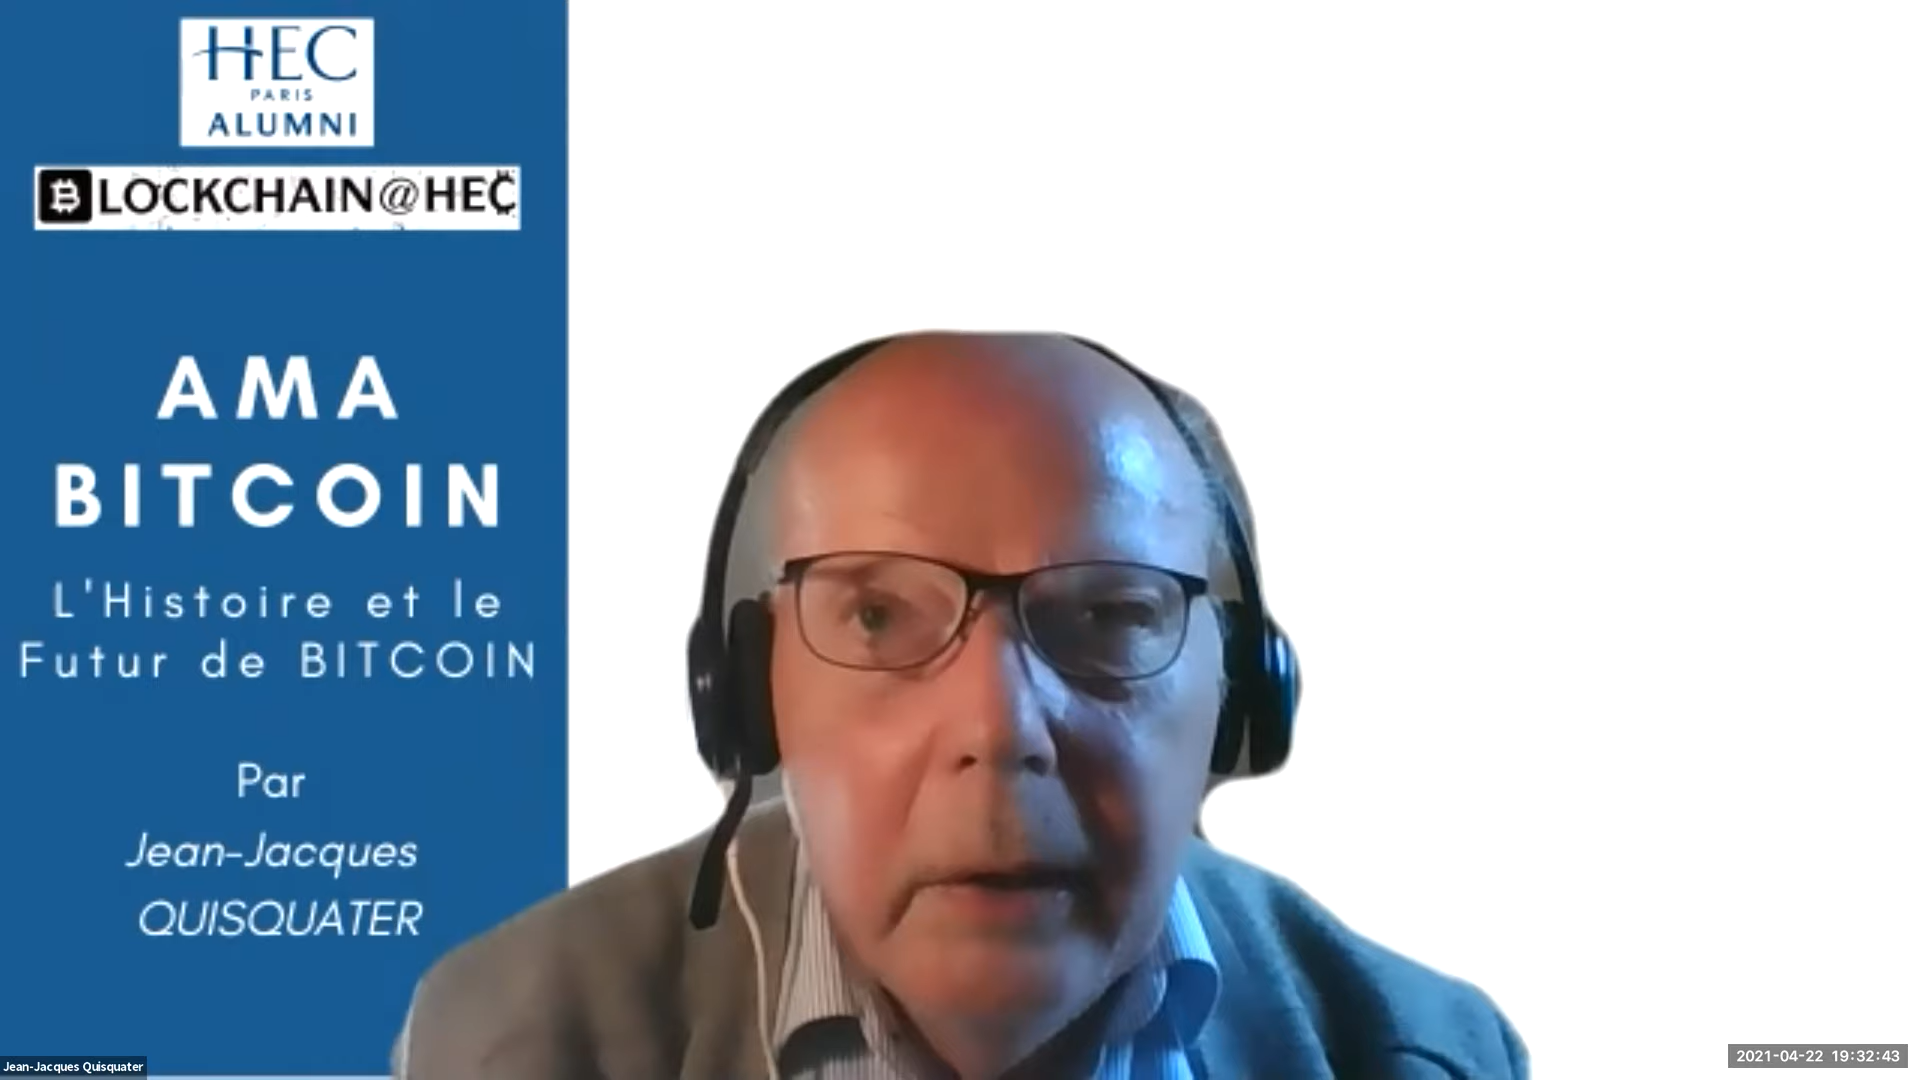 HEC
PARIS
ALUMNI
BLOCKCHAIN@HEC
AMA
BITCOIN
L'Histoire et le
Futur de BITCOIN
Par
Jean-Jacques
QUISQUATER
Jean-Jacques Quisquater
2021-04-22 19:32:43